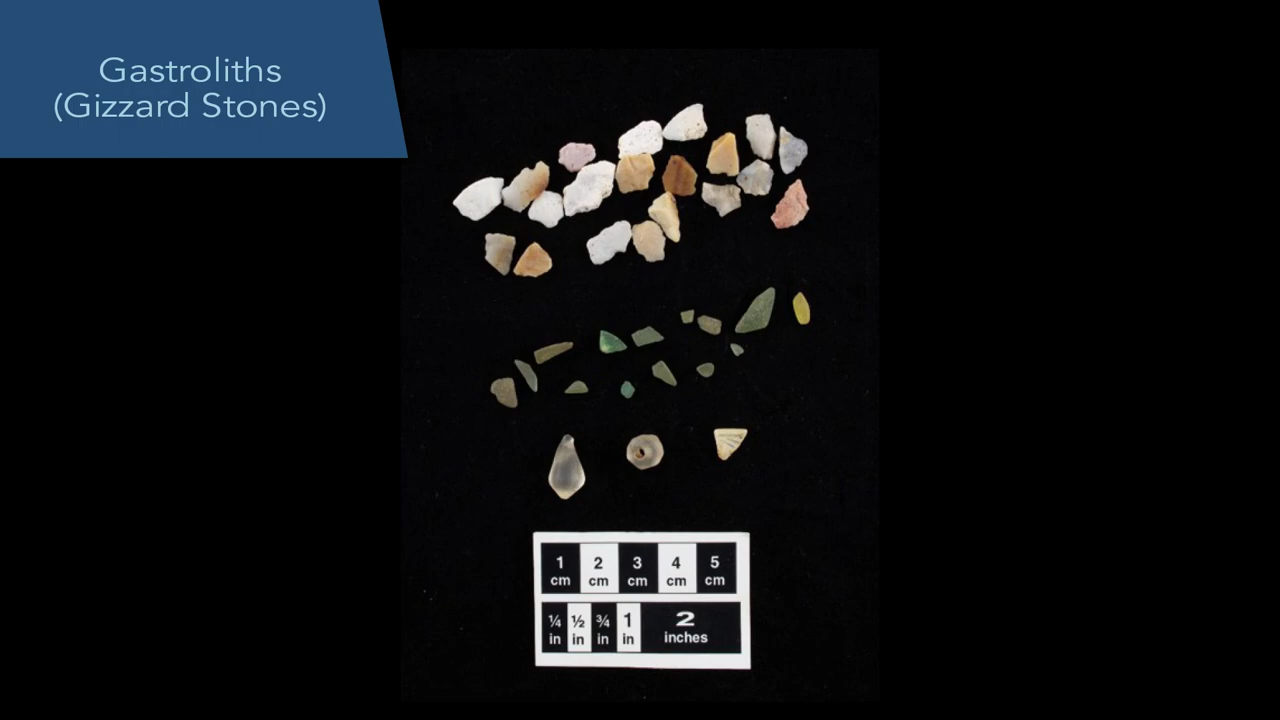 Gastroliths
(Gizzard Stones)
1 2 3 4 5
cm cm cm cm cm
¼ ½ ¾ 1 2
in in in in inches